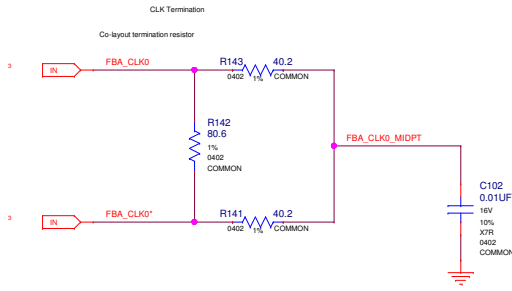 CLK Termination
Co-layout termination resistor
3
IN
FBA_CLK0
R143
40.2
0402
1%
COMMON
R142
80.6
1%
0402
COMMON
FBA_CLK0_MIDPT
3
IN
FBA_CLK0*
R141
40.2
0402
1%
COMMON
C102
0.01UF
16V
10%
X7R
0402
COMMON